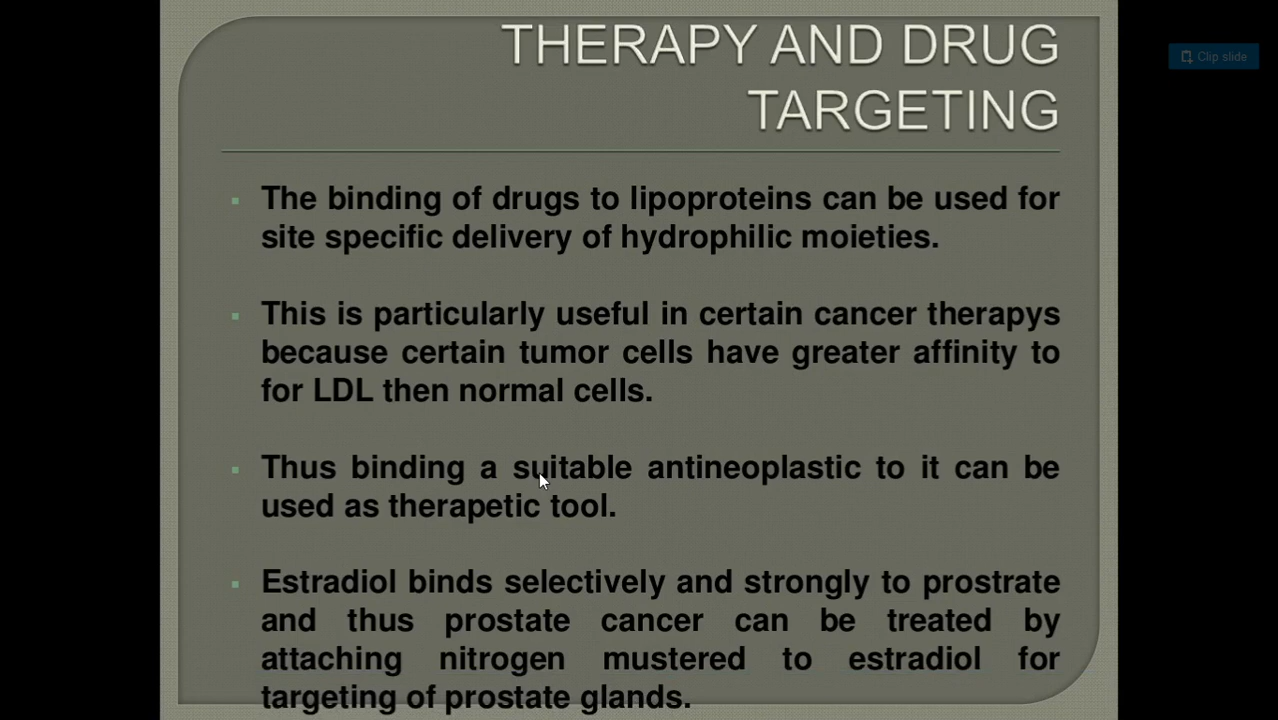 THERAPY AND DRUG
TARGETING
Clip slide
The binding of drugs to lipoproteins can be used for
site specific delivery of hydrophilic moieties.
This is particularly useful in certain cancer therapys
because certain tumor cells have greater affinity to
for LDL then normal cells.
Thus binding a suitable antineoplastic to it can be
used as therapetic tool.
Estradiol binds selectively and strongly to prostrate
and thus prostate cancer can be treated by
attaching nitrogen mustered to estradiol for
targeting of prostate glands.